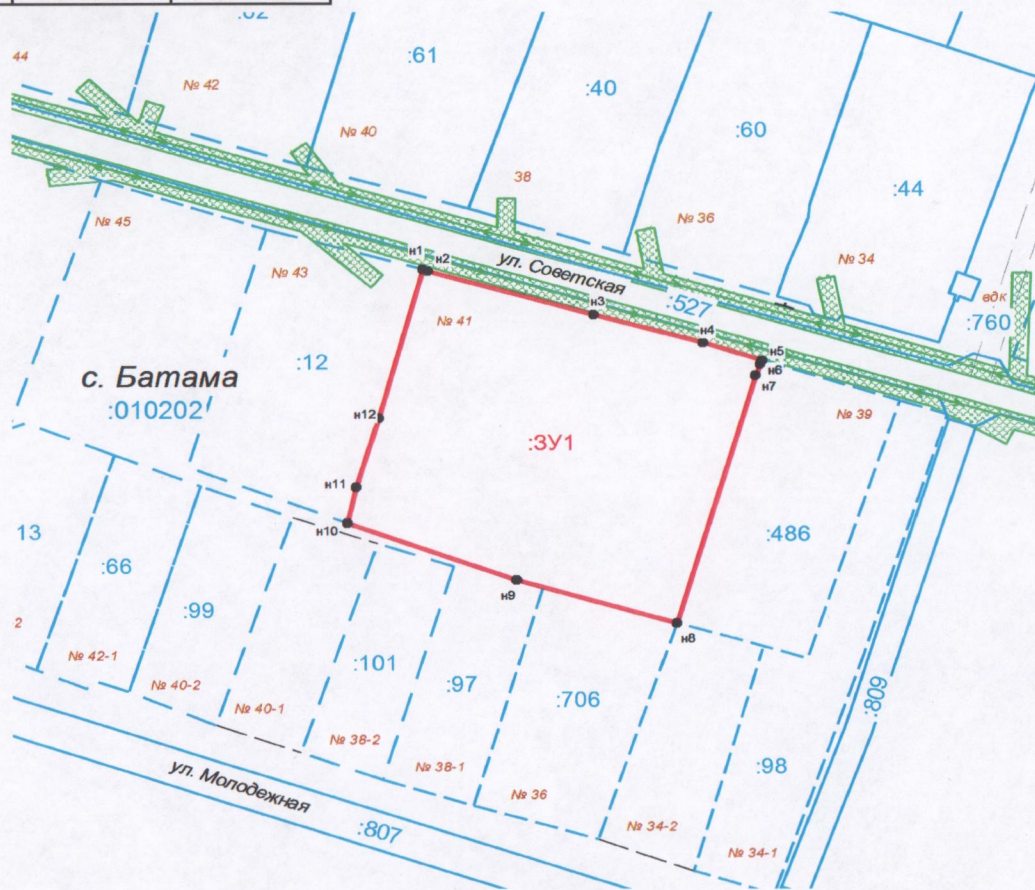 :62
44
№ 42
:61
№ 40
:40
38
:60
№ 36
:44
№ 34
№ 45
№ 43
н1
н2
ул. Советская
:527
н3
н4
н5
н6
н7
№ 41
вдк
:760
:12
с. Батама
:010202
№ 39
н12
:ЗУ1
н11
н10
13
:66
:99
:486
н9
н8
2
№ 42-1
№ 40-2
№ 40-1
:101
:97
:706
:809
№ 38-2
№ 38-1
№ 36
:98
№ 34-2
№ 34-1
ул. Молодежная
:807